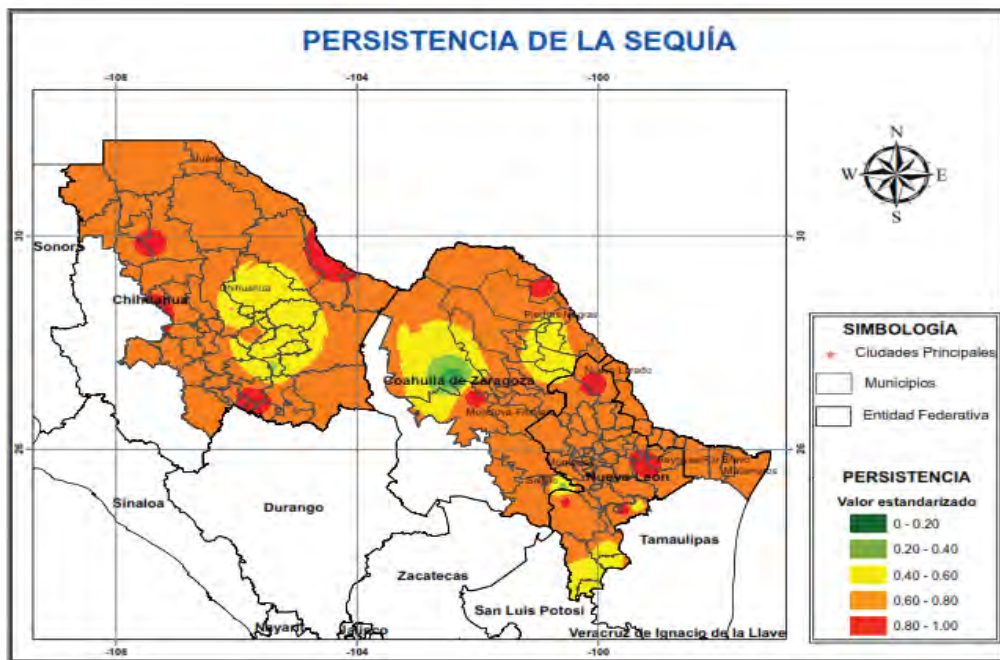 PERSISTENCIA DE LA SEQUÍA
-104
-100
N
W E
S
30
30
Sonora
Chihuahua
Chihuahua
Piedras Negras
Nuevo Laredo
Coahuila de Zaragoza
Monclova-Frontera
26
26
Nuevo León
Saltillo
Matamoros
Sinaloa
Durango
Tamaulipas
Zacatecas
San Luis Potosí
Nayarit
Jalisco
Veracruz de Ignacio de la Llave
-104
-100
SIMBOLOGÍA
Ciudades Principales
Municipios
Entidad Federativa
PERSISTENCIA
Valor estandarizado
0 - 0.20
0.20 - 0.40
0.40 - 0.60
0.60 - 0.80
0.80 - 1.00